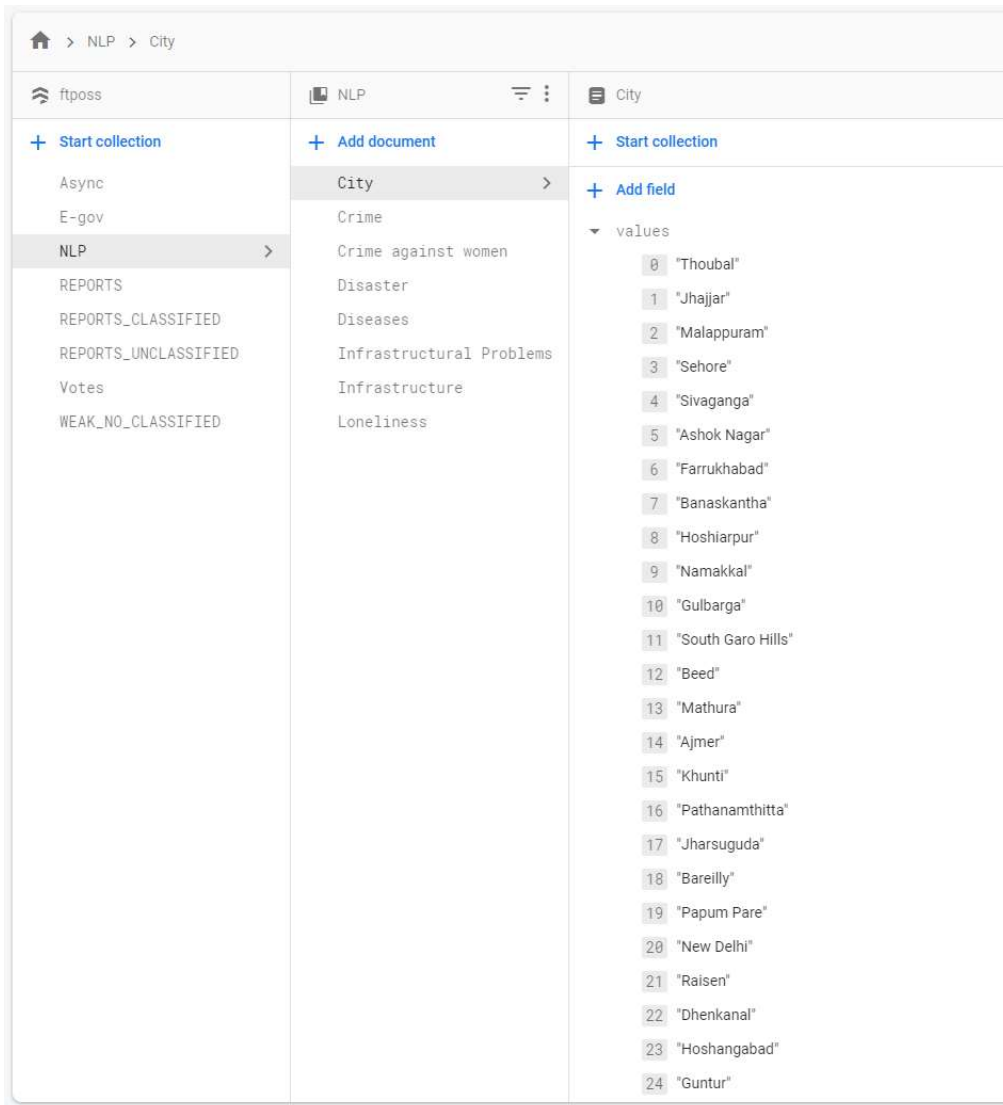 NLP > City
ftposs
NLP
City
+ Start collection
+ Add document
+ Start collection
Async
E-gov
NLP
REPORTS
REPORTS_CLASSIFIED
REPORTS_UNCLASSIFIED
Votes
WEAK_NO_CLASSIFIED
City
Crime
Crime against women
Disaster
Diseases
Infrastructural Problems
Infrastructure
Loneliness
+ Add field
values
0 "Thoubal"
1 "Jhajjar"
2 "Malappuram"
3 "Sehore"
4 "Sivaganga"
5 "Ashok Nagar"
6 "Farrukhabad"
7 "Banaskantha"
8 "Hoshiarpur"
9 "Namakkal"
10 "Gulbarga"
11 "South Garo Hills"
12 "Beed"
13 "Mathura"
14 "Ajmer"
15 "Khunti"
16 "Pathanamthitta"
17 "Jharsuguda"
18 "Bareilly"
19 "Papum Pare"
20 "New Delhi"
21 "Raisen"
22 "Dhenkanal"
23 "Hoshangabad"
24 "Guntur"